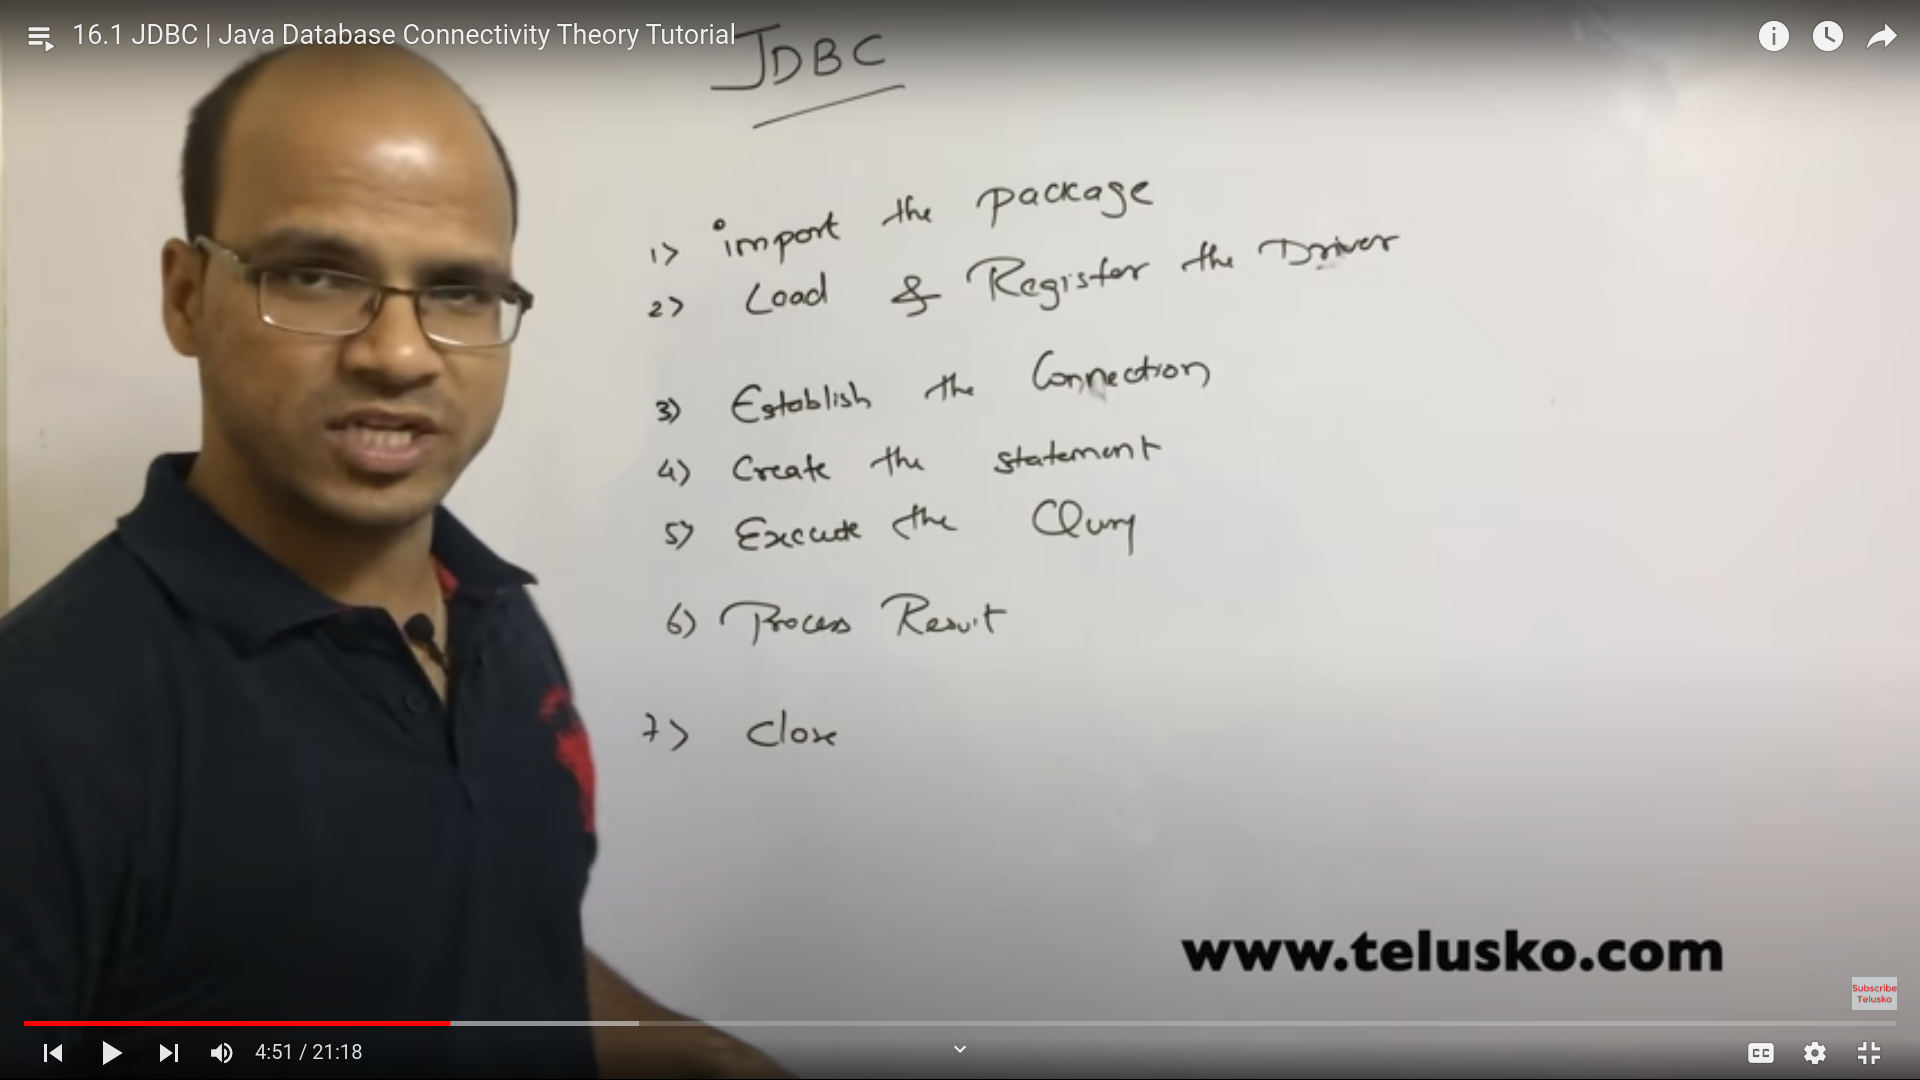 16.1 JDBC | Java Database Connectivity Theory Tutorial
JDBC
1> import the package
2> Load & Register the Driver
3) Establish the Connection
4) Create the statement
5) Execute the Query
6) Process Result
7> Close
www.telusko.com
Subscribe
Telusko
4:51 / 21:18
CC